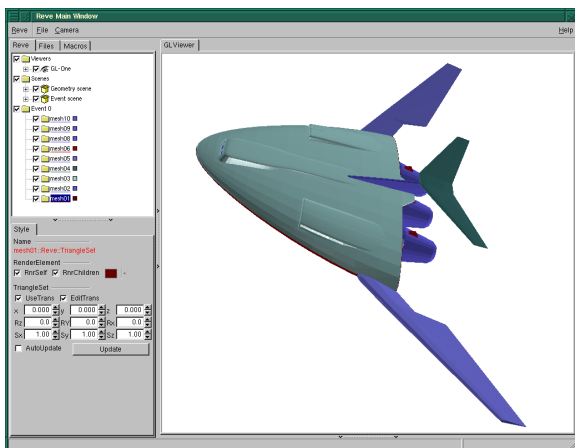 Reve Main Window
Reve File Camera Help
Reve Files Macros GLViewer
Viewers
GL-One
Scenes
Geometry scene
Event scene
Event 0
mesh10
mesh09
mesh08
mesh06
mesh05
mesh04
mesh03
mesh02
mesh01
Style
Name
mesh01::Reve::TriangleSet
RenderElement
RnrSelf RnrChildren
TriangleSet
UseTrans EditTrans
x 0.000 y 0.000 z 0.000
Rz 0.0 RY 0.0 Rx 0.0
Sx 1.00 Sy 1.00 Sz 1.00
AutoUpdate Update